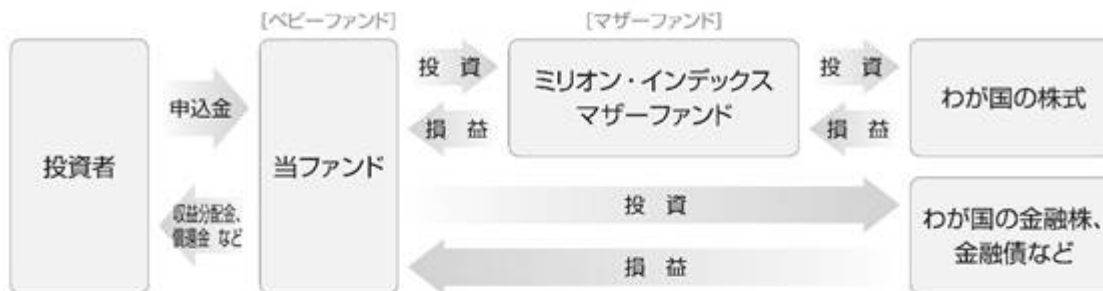 [ベビーファンド]
[マザーファンド]
投資者
申込金
収益分配金、
償還金 など
当ファンド
投 資
損 益
ミリオン・インデックス
マザーファンド
投 資
損 益
わが国の株式
投 資
損 益
わが国の金融株、
金融債など